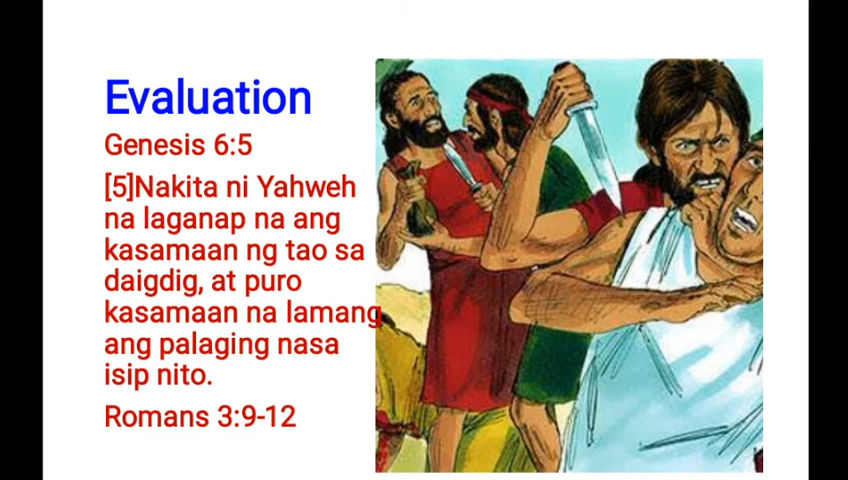 Evaluation
Genesis 6:5
[5]Nakita ni Yahweh
na laganap na ang
kasamaan ng tao sa
daigdig, at puro
kasamaan na lamang
ang palaging nasa
isip nito.
Romans 3:9-12